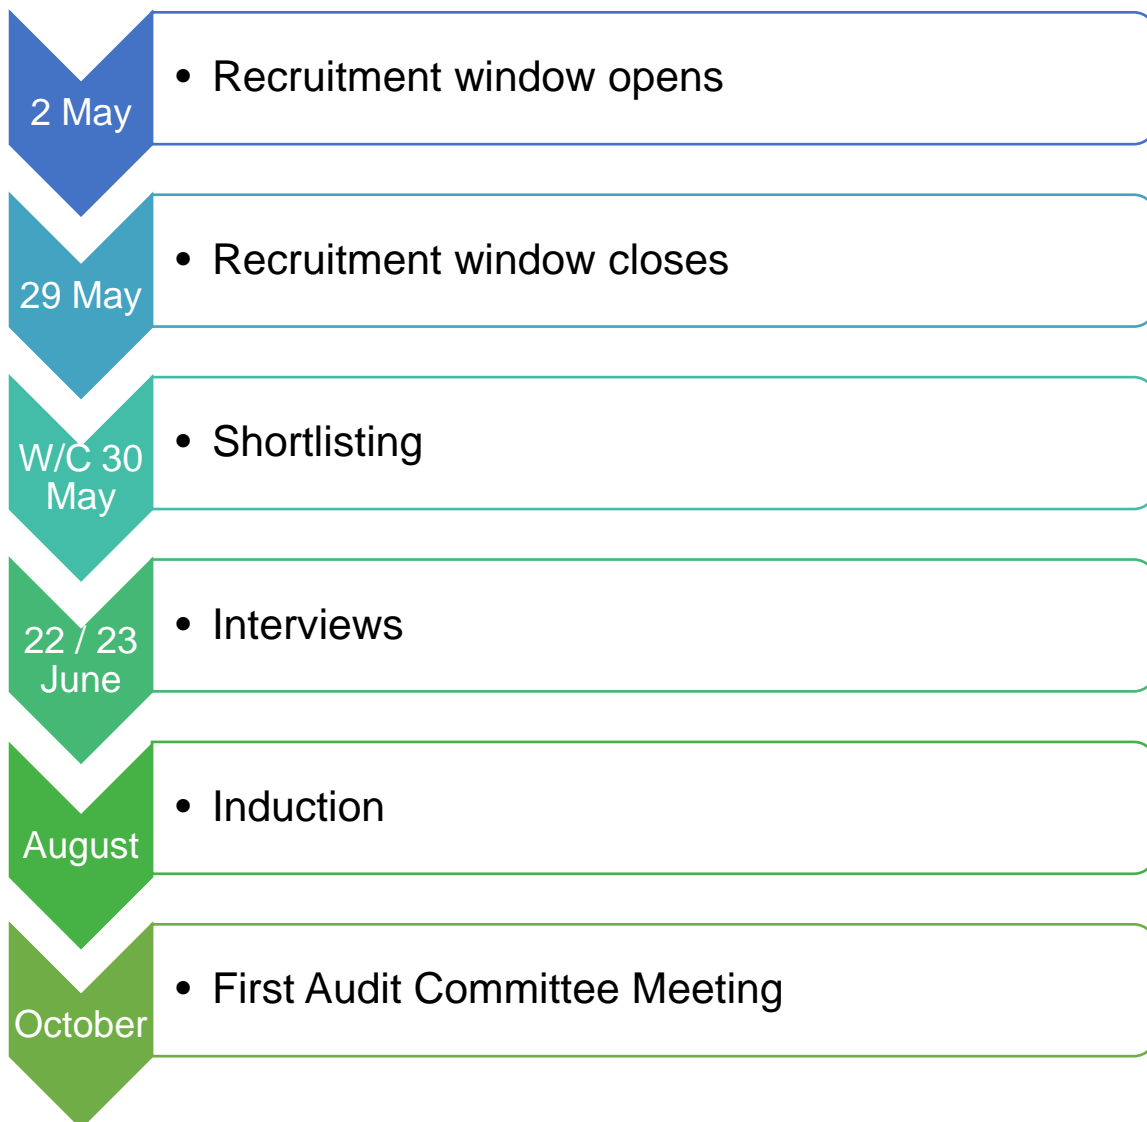 2 May
• Recruitment window opens
29 May
• Recruitment window closes
W/C 30
May
• Shortlisting
22 / 23
June
• Interviews
August
• Induction
October
• First Audit Committee Meeting